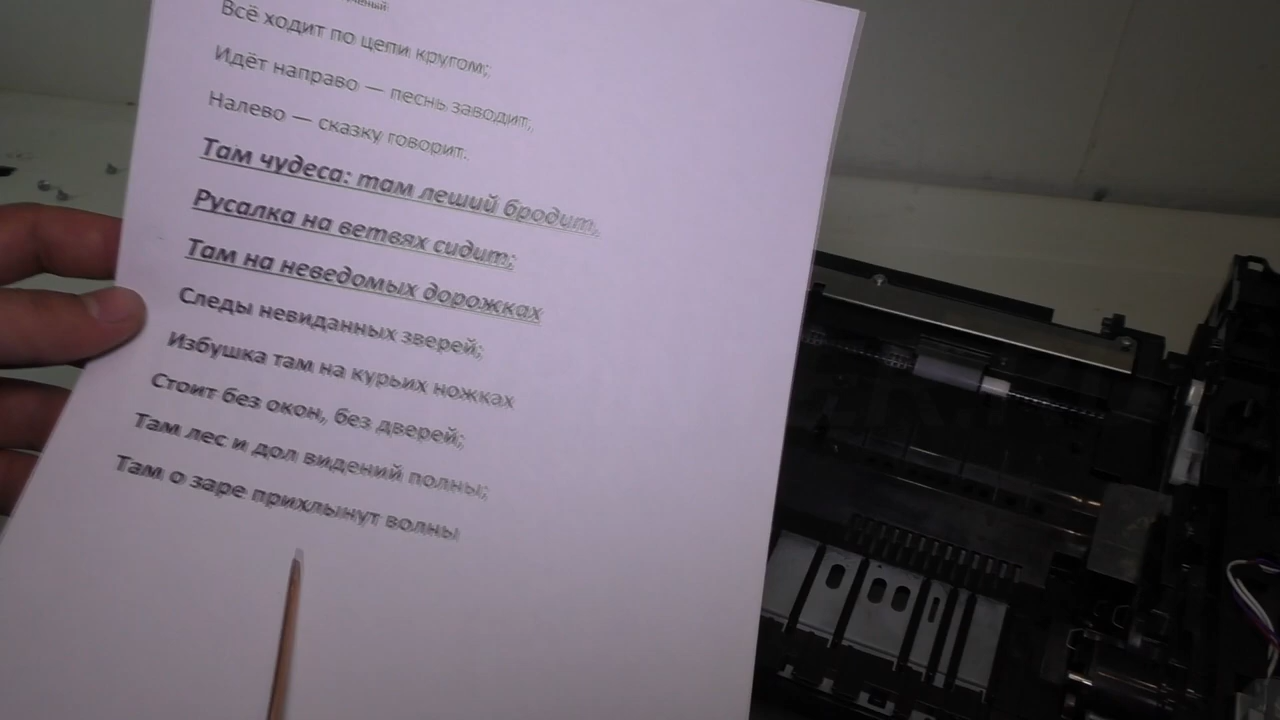 Всё ходит по цепи кругом;
Идёт направо — песнь заводит,
Налево — сказку говорит.
Там чудеса: там леший бродит,
Русалка на ветвях сидит;
Там на неведомых дорожках
Следы невиданных зверей;
Избушка там на курьих ножках
Стоит без окон, без дверей;
Там лес и дол видений полны;
Там о заре прихлынут волны